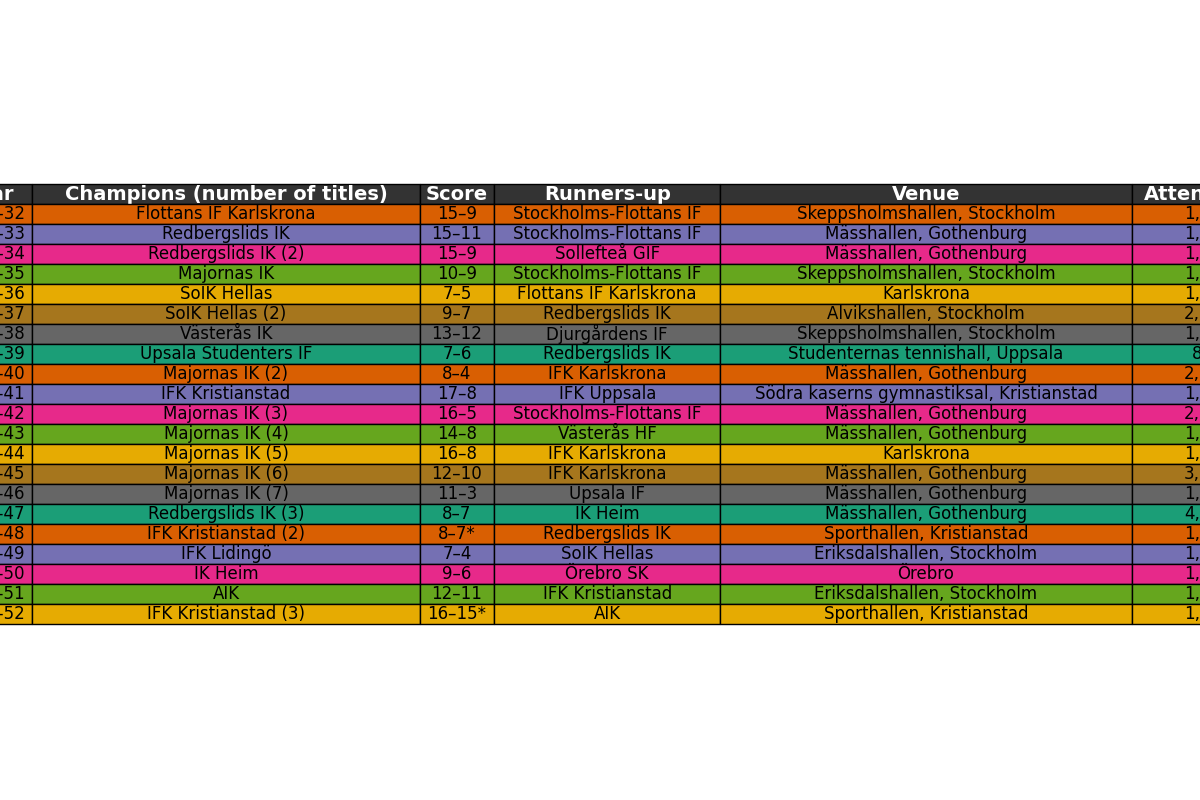 ar Champions (number of titles) Score Runners-up Venue Atten
-32 Flottans IF Karlskrona 15–9 Stockholms-Flottans IF Skeppsholmshallen, Stockholm 1,
-33 Redbergslids IK 15–11 Stockholms-Flottans IF Mässhallen, Gothenburg 1,
-34 Redbergslids IK (2) 15–9 Sollefteå GIF Mässhallen, Gothenburg 1,
-35 Majornas IK 10–9 Stockholms-Flottans IF Skeppsholmshallen, Stockholm 1,
-36 SoIK Hellas 7–5 Flottans IF Karlskrona Karlskrona 1,
-37 SoIK Hellas (2) 9–7 Redbergslids IK Alvikshallen, Stockholm 2,
-38 Västerås IK 13–12 Djurgårdens IF Skeppsholmshallen, Stockholm 1,
-39 Upsala Studenters IF 7–6 Redbergslids IK Studenternas tennishall, Uppsala 8
-40 Majornas IK (2) 8–4 IFK Karlskrona Mässhallen, Gothenburg 2,
-41 IFK Kristianstad 17–8 IFK Uppsala Södra kaserns gymnastiksal, Kristianstad 1,
-42 Majornas IK (3) 16–5 Stockholms-Flottans IF Mässhallen, Gothenburg 2,
-43 Majornas IK (4) 14–8 Västerås HF Mässhallen, Gothenburg 1,
-44 Majornas IK (5) 16–8 IFK Karlskrona Karlskrona 1,
-45 Majornas IK (6) 12–10 IFK Karlskrona Mässhallen, Gothenburg 3,
-46 Majornas IK (7) 11–3 Upsala IF Mässhallen, Gothenburg 1,
-47 Redbergslids IK (3) 8–7 IK Heim Mässhallen, Gothenburg 4,
-48 IFK Kristianstad (2) 8–7* Redbergslids IK Sporthallen, Kristianstad 1,
-49 IFK Lidingö 7–4 SoIK Hellas Eriksdalshallen, Stockholm 1,
-50 IK Heim 9–6 Örebro SK Örebro 1,
-51 AIK 12–11 IFK Kristianstad Eriksdalshallen, Stockholm 1,
-52 IFK Kristianstad (3) 16–15* AIK Sporthallen, Kristianstad 1,